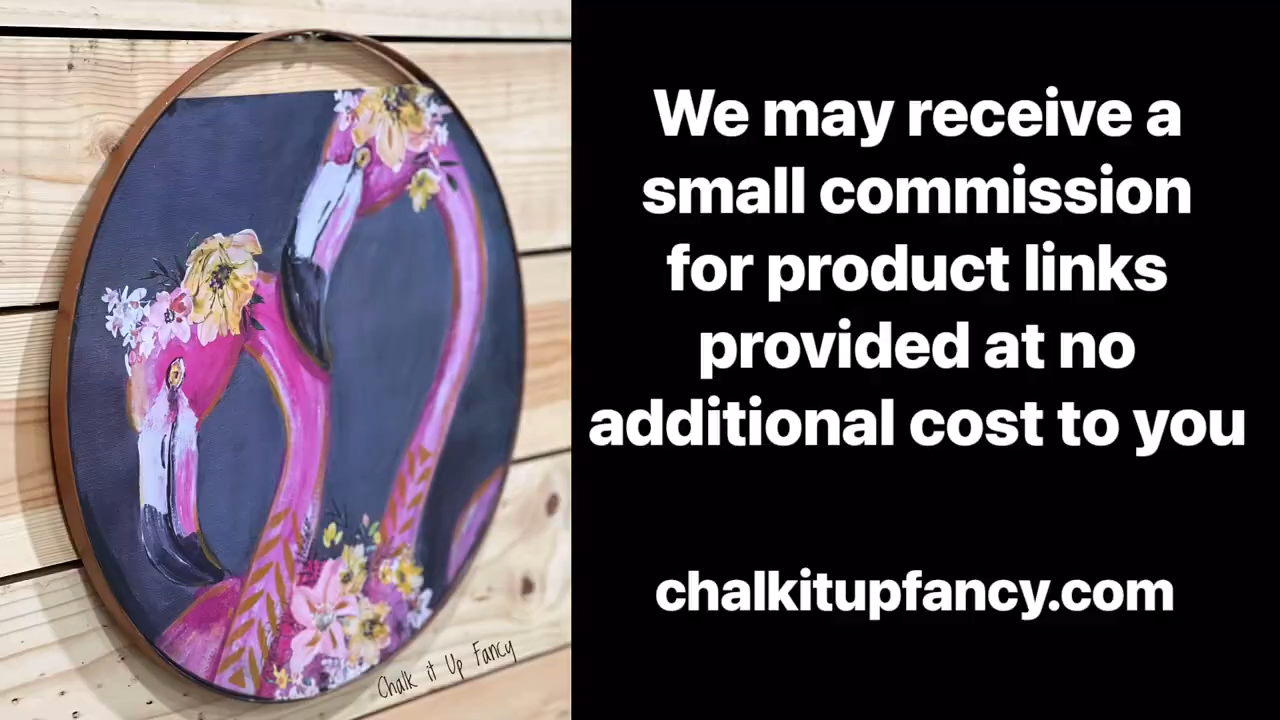 We may receive a
small commission
for product links
provided at no
additional cost to you
chalkitupfancy.com
Chalk it Up Fancy